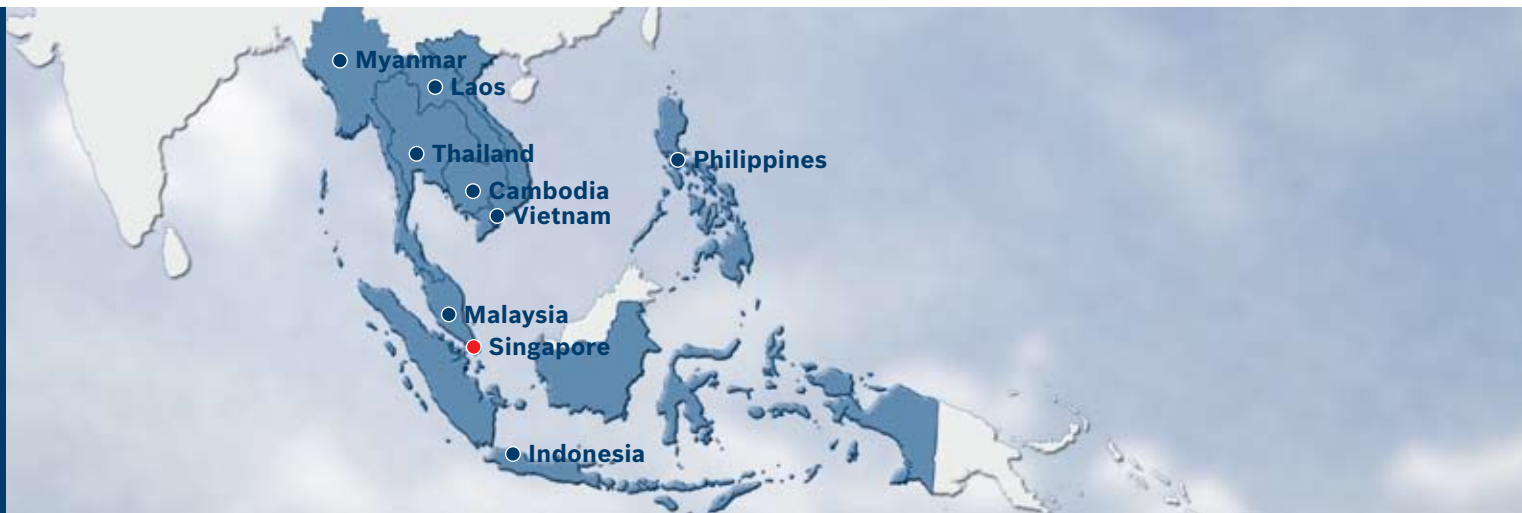 Myanmar
Laos
Thailand
Philippines
Cambodia
Vietnam
Malaysia
Singapore
Indonesia